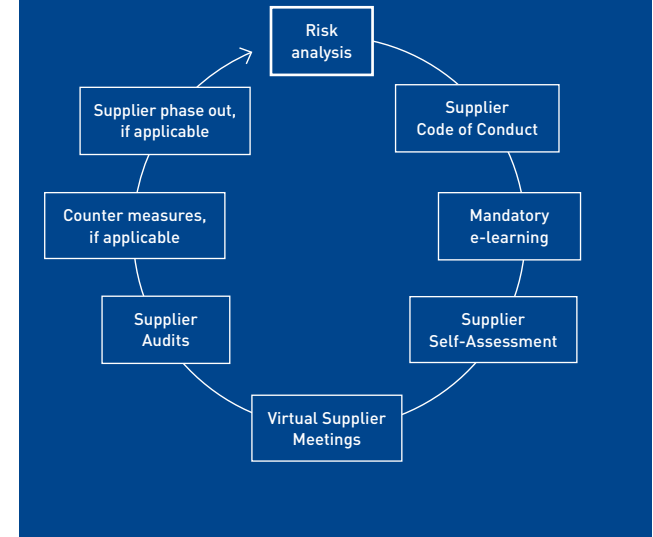 Risk
analysis
Supplier
Code of Conduct
Mandatory
e-learning
Supplier
Self-Assessment
Virtual Supplier
Meetings
Supplier
Audits
Counter measures,
if applicable
Supplier phase out,
if applicable